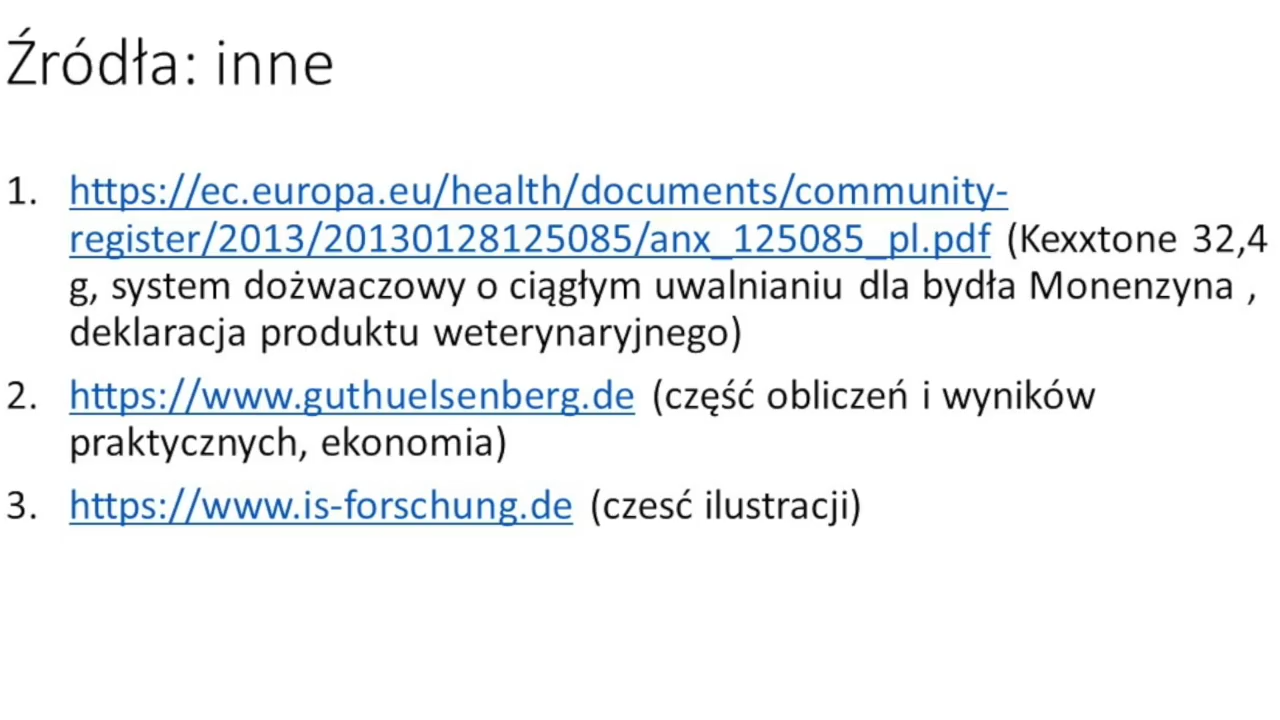 Źródła: inne
1. https://ec.europa.eu/health/documents/community-
register/2013/20130128125085/anx_125085_pl.pdf (Kexxtone 32,4
g, system dożwaczowy o ciągłym uwalnianiu dla bydła Monenzyna ,
deklaracja produktu weterynaryjnego)
2. https://www.guthuelsenberg.de (część obliczeń i wyników
praktycznych, ekonomia)
3. https://www.is-forschung.de (czesć ilustracji)